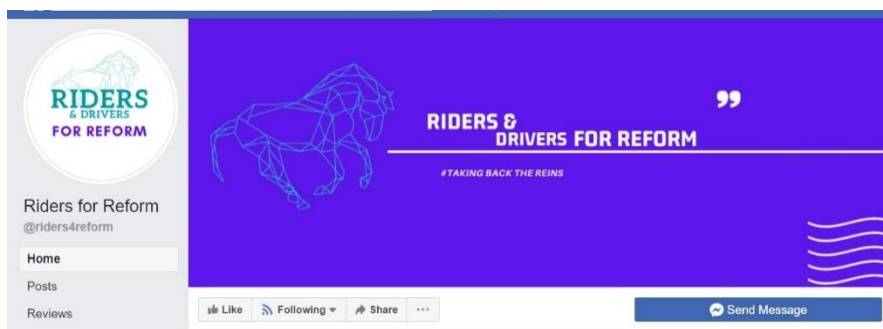 RIDERS
& DRIVERS
FOR REFORM
Riders for Reform
@riders4reform
Home
Posts
Reviews
”
RIDERS &
DRIVERS FOR REFORM
#TAKING BACK THE REINS
Like Following Share ...
Send Message